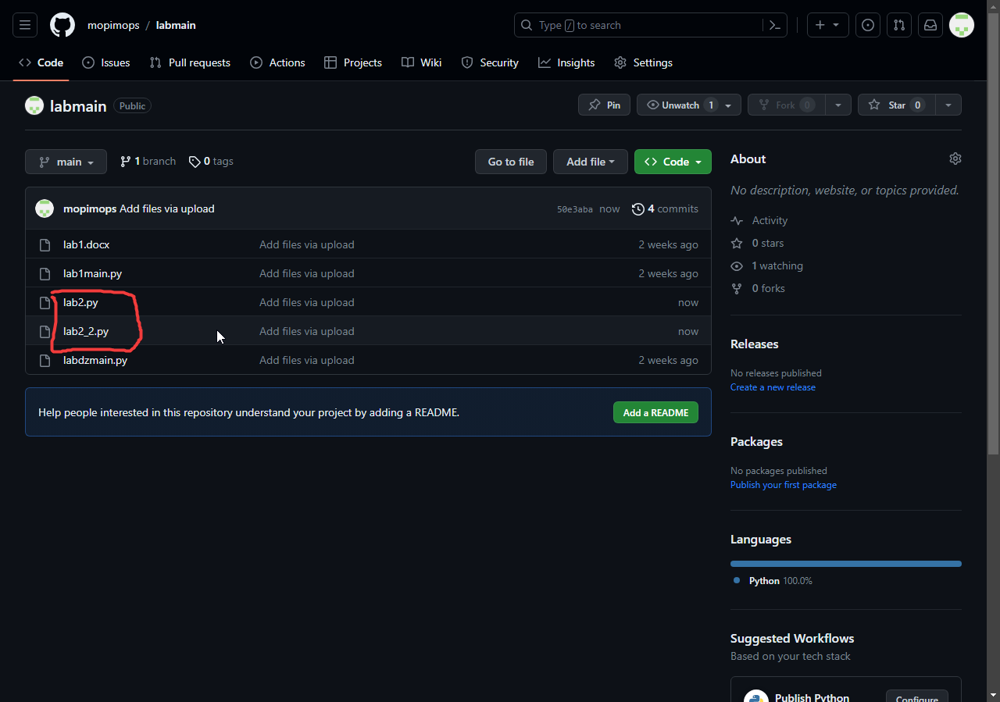 mopimops / labmain
Type / to search
Code Issues Pull requests Actions Projects Wiki Security Insights Settings
labmain Public
Pin Unwatch 1 Fork 0 Star 0
main 1 branch 0 tags Go to file Add file Code
mopimops Add files via upload 50e3aba now 4 commits
lab1.docx Add files via upload 2 weeks ago
lab1main.py Add files via upload 2 weeks ago
lab2.py Add files via upload now
lab2_2.py Add files via upload now
labdzmain.py Add files via upload 2 weeks ago
Help people interested in this repository understand your project by adding a README. Add a README
About
No description, website, or topics provided.
Activity
0 stars
1 watching
0 forks
Releases
No releases published
Create a new release
Packages
No packages published
Publish your first package
Languages
Python 100.0%
Suggested Workflows
Based on your tech stack
Publish Python Configure